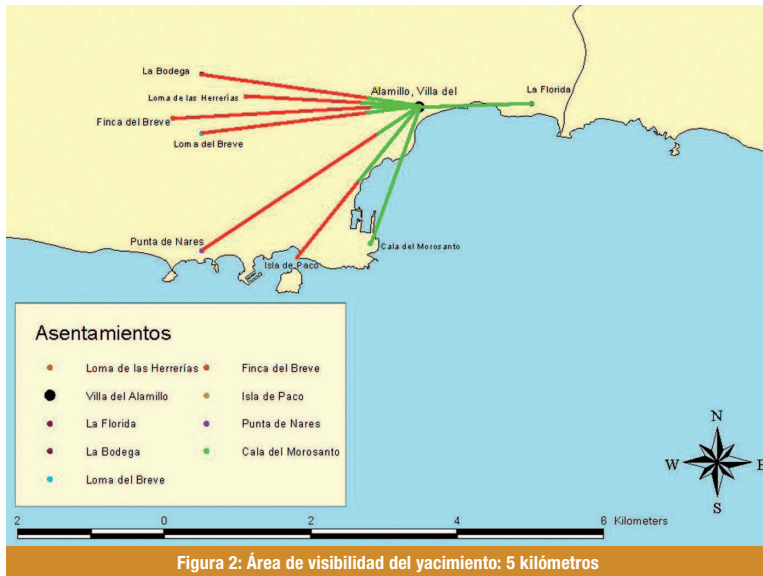 La Bodega
Alamillo, Villa del
La Florida
Loma de las Herrerías
Finca del Breve
Loma del Breve
Punta de Nares
Isla de Paco
Cala del Morosanto
Asentamientos
Loma de las Herrerías
Finca del Breve
Villa del Alamillo
Isla de Paco
La Florida
Punta de Nares
La Bodega
Cala del Morosanto
Loma del Breve
N
W
E
S
2 0 2 4 6 Kilometers
Figura 2: Área de visibilidad del yacimiento: 5 kilómetros